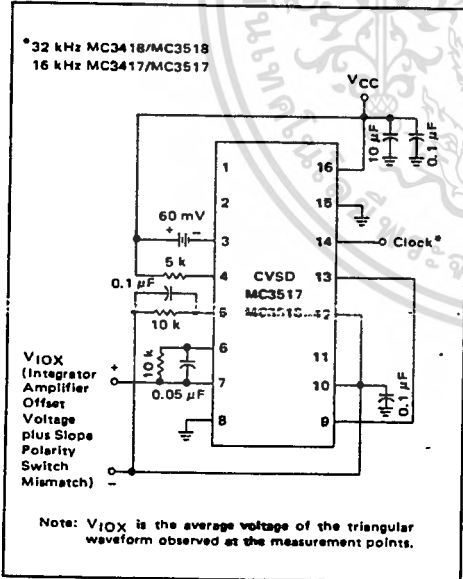 *32 kHz MC3418/MC3518
16 kHz MC3417/MC3517
VCC
10 µF
0.1 µF
1
16
2
15
60 mV
+ −
3
14
Clock*
5 k
4
CVSD
13
0.1 µF
MC3517
5
MC3518
12
10 k
6
11
10 k
VIOX
(Integrator
Amplifier
Offset
Voltage
plus Slope
Polarity
Switch
Mismatch)
+
7
10
0.05 µF
0.1 µF
8
9
−
Note: VIOX is the average voltage of the triangular
waveform observed at the measurement points.